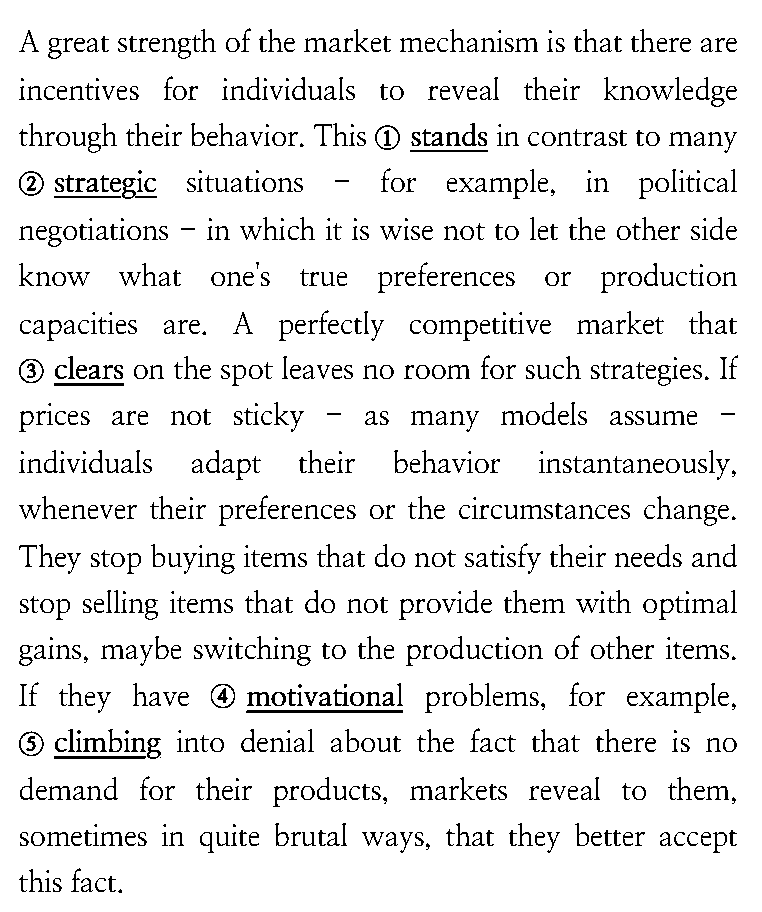 A great strength of the market mechanism is that there are
incentives for individuals to reveal their knowledge
through their behavior. This ① stands in contrast to many
② strategic situations − for example, in political
negotiations − in which it is wise not to let the other side
know what one's true preferences or production
capacities are. A perfectly competitive market that
③ clears on the spot leaves no room for such strategies. If
prices are not sticky − as many models assume −
individuals adapt their behavior instantaneously,
whenever their preferences or the circumstances change.
They stop buying items that do not satisfy their needs and
stop selling items that do not provide them with optimal
gains, maybe switching to the production of other items.
If they have ④ motivational problems, for example,
⑤ climbing into denial about the fact that there is no
demand for their products, markets reveal to them,
sometimes in quite brutal ways, that they better accept
this fact.